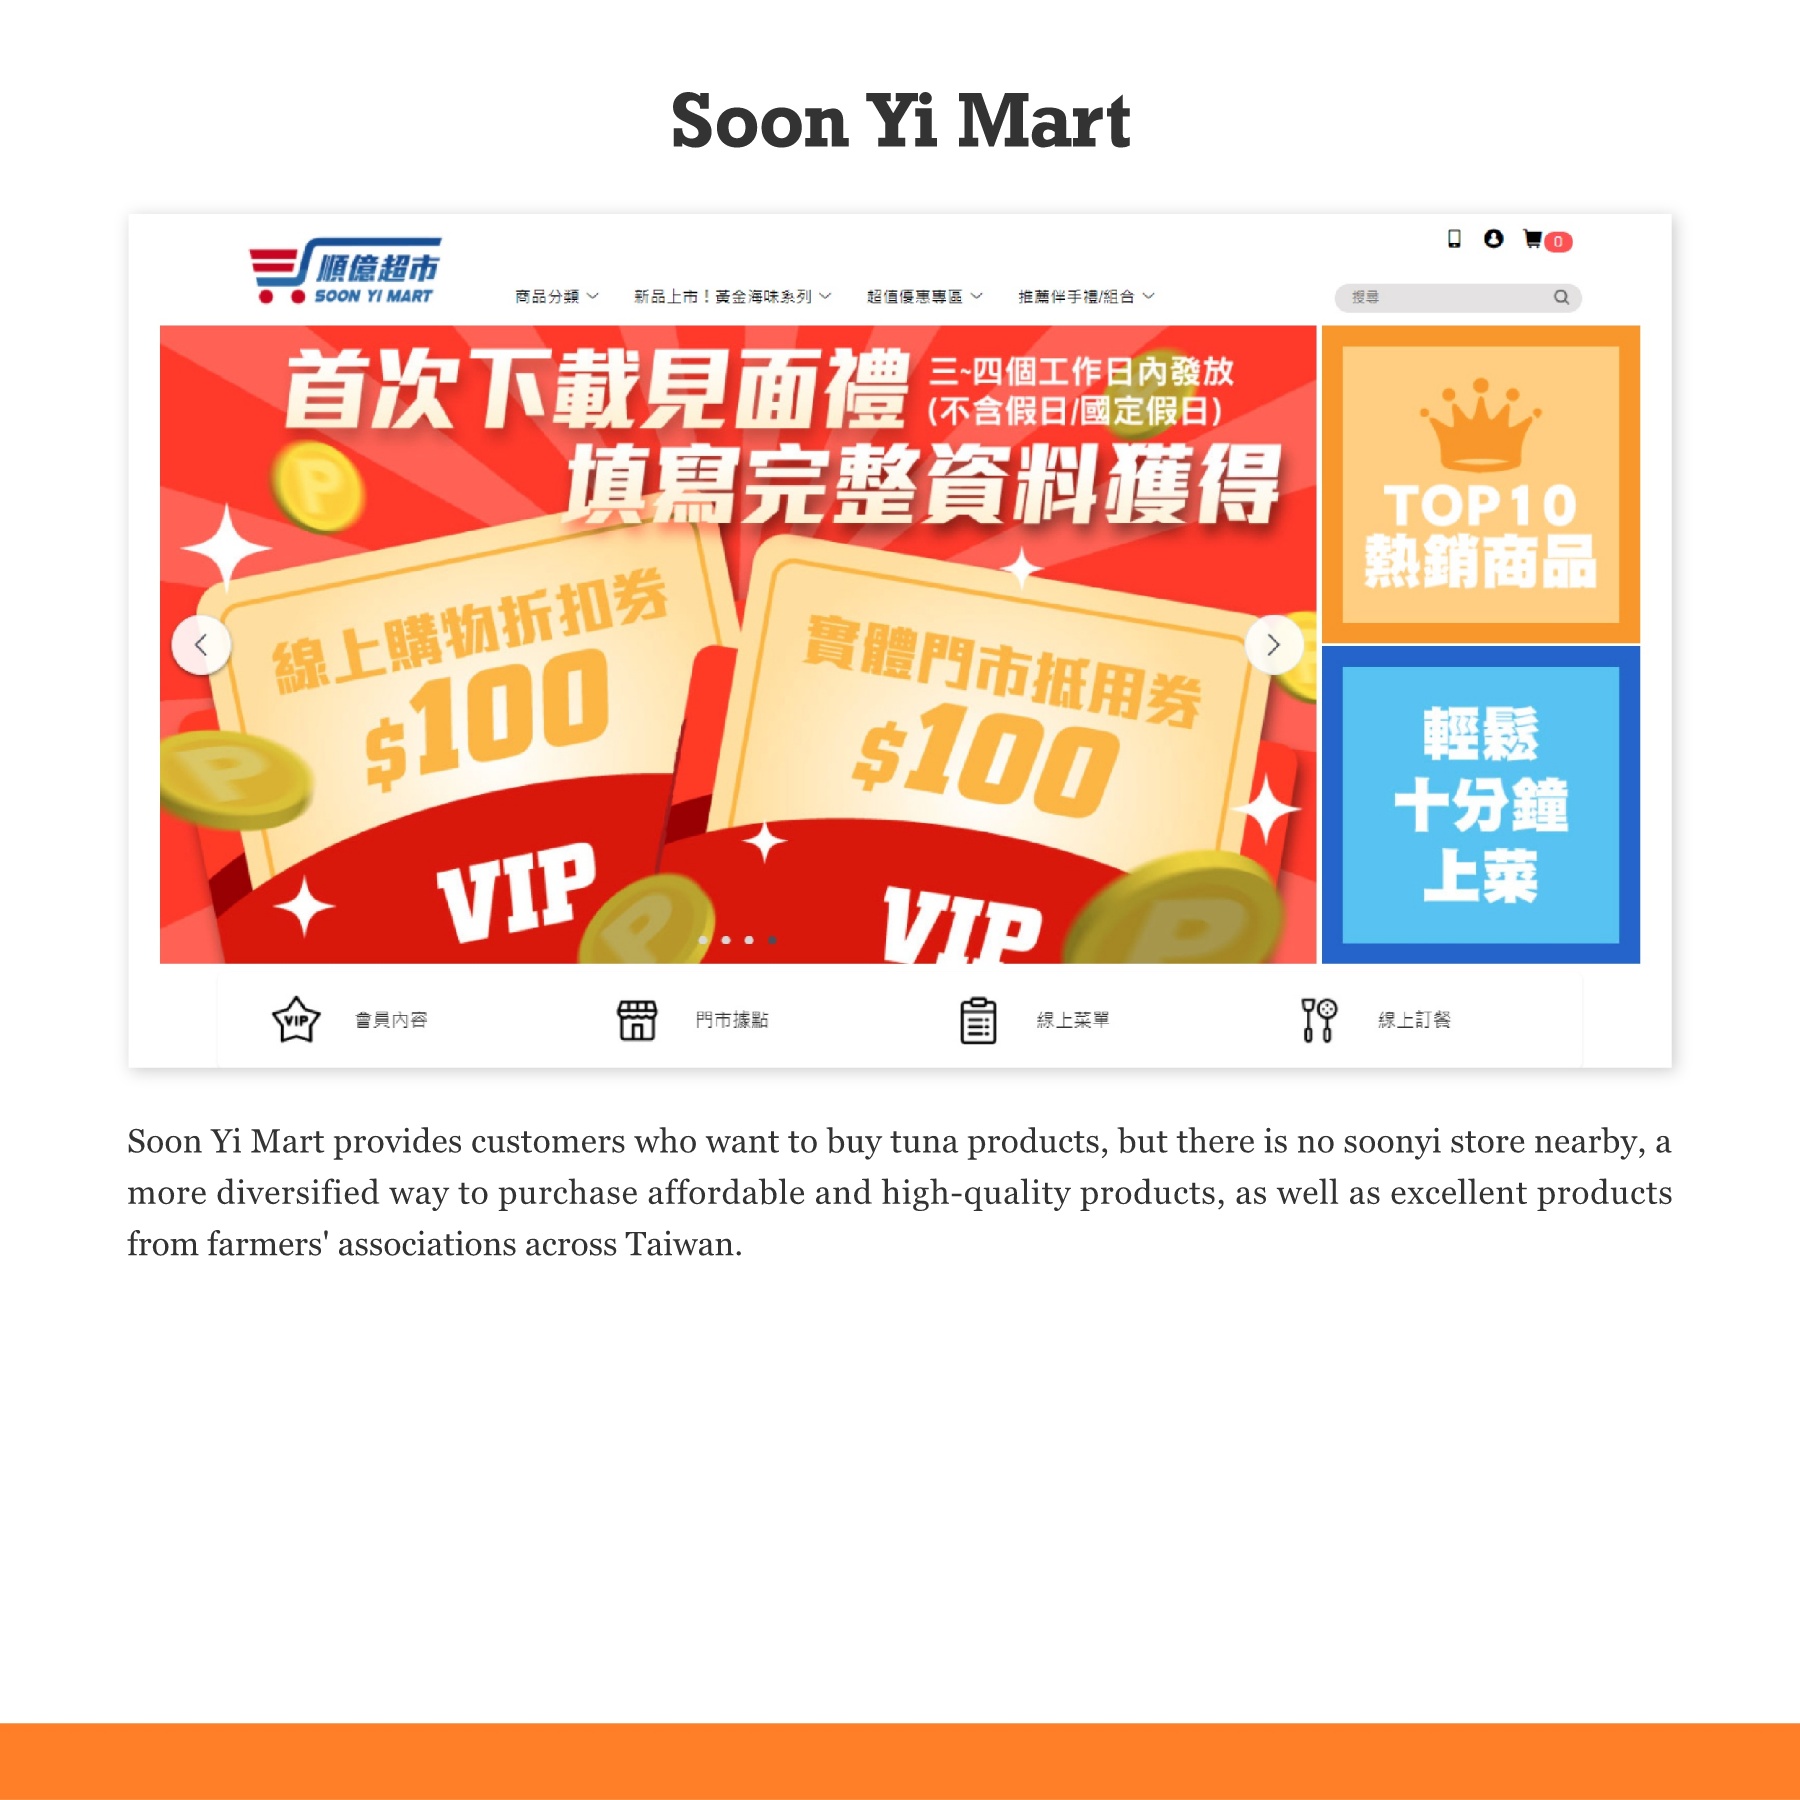 Soon Yi Mart
順億超市
SOON YI MART
0
商品分類
新品上市！黃金海味系列
超值優惠專區
推薦伴手禮/組合
搜尋
首次下載見面禮
三~四個工作日內發放
(不含假日/國定假日)
填寫完整資料獲得
P
線上購物折扣券
$100
VIP
P
P
實體門市抵用券
$100
VIP
P
TOP10
熱銷商品
輕鬆
十分鐘
上菜
VIP
會員內容
門市據點
線上菜單
線上訂餐
Soon Yi Mart provides customers who want to buy tuna products, but there is no soonyi store nearby, a
more diversified way to purchase affordable and high-quality products, as well as excellent products
from farmers' associations across Taiwan.